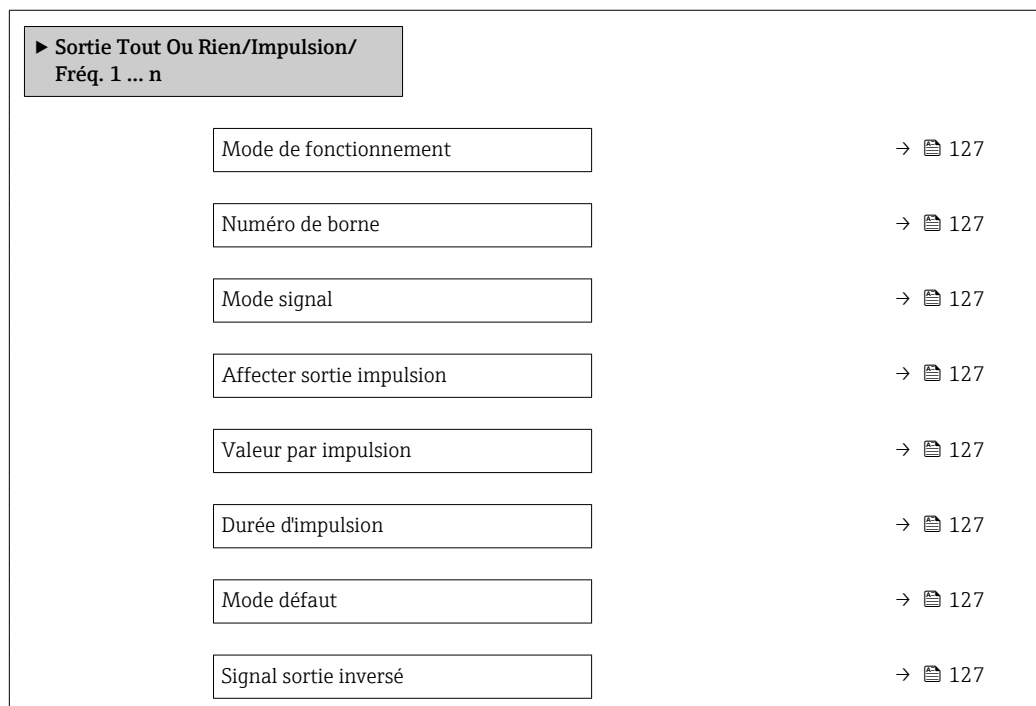 ▶ Sortie Tout Ou Rien/Impulsion/
Fréq. 1 … n
Mode de fonctionnement → 127
Numéro de borne → 127
Mode signal → 127
Affecter sortie impulsion → 127
Valeur par impulsion → 127
Durée d'impulsion → 127
Mode défaut → 127
Signal sortie inversé → 127